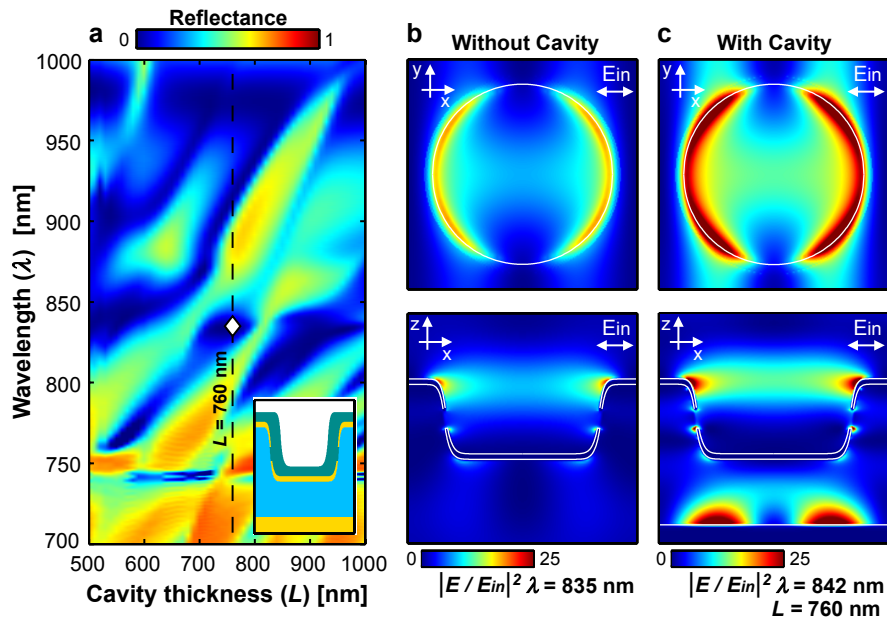 Reflectance
0 1
a
1000
950
900
850
800
750
700
Wavelength (λ) [nm]
L = 760 nm
500 600 700 800 900 1000
Cavity thickness (L) [nm]
b
Without Cavity
y
x
Ein
z
x
Ein
0 25
|E / Ein|² λ = 835 nm
c
With Cavity
y
x
Ein
z
x
Ein
0 25
|E / Ein|² λ = 842 nm
L = 760 nm